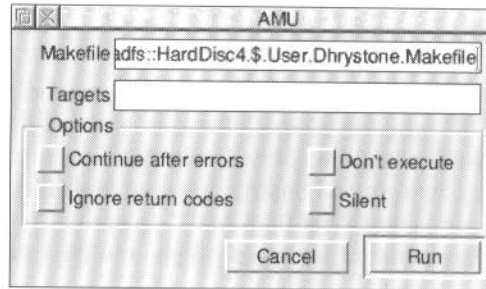 AMU
Makefile adfs::HardDisc4.$.User.Dhrystone.Makefile
Targets
Options
Continue after errors Don't execute
Ignore return codes Silent
Cancel Run